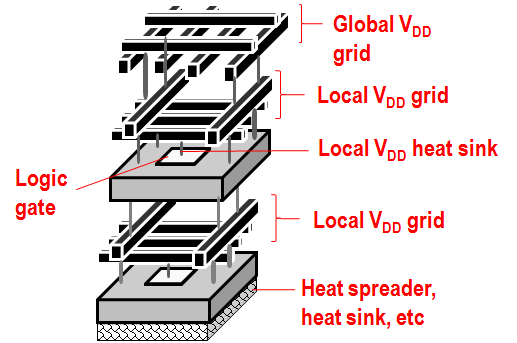 Global VDD
grid
Local VDD grid
Local VDD heat sink
Logic
gate
Local VDD grid
Heat spreader,
heat sink, etc